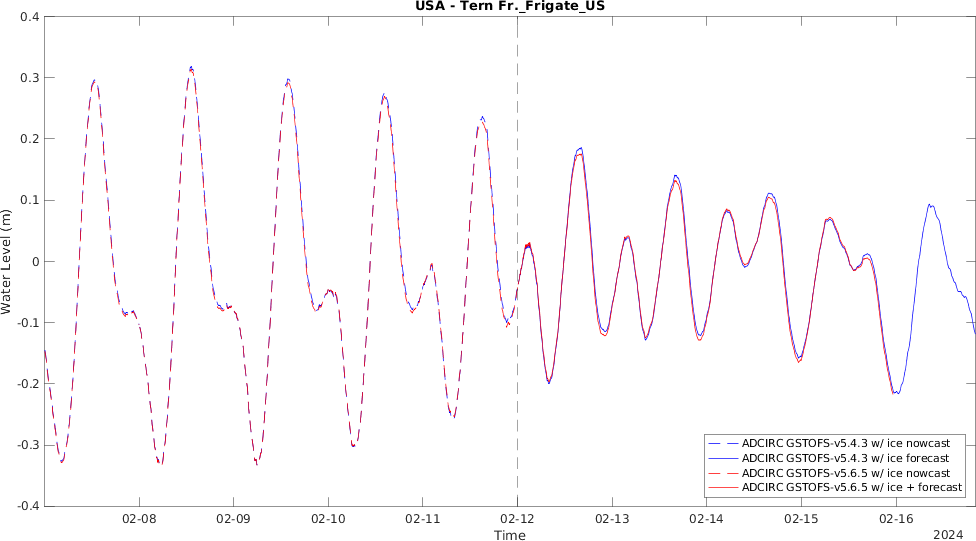 USA - Tern Fr._Frigate_US
0.4
0.3
0.2
0.1
0
-0.1
-0.2
-0.3
-0.4
Water Level (m)
ADCIRC GSTOFS-v5.4.3 w/ ice nowcast
ADCIRC GSTOFS-v5.4.3 w/ ice forecast
ADCIRC GSTOFS-v5.6.5 w/ ice nowcast
ADCIRC GSTOFS-v5.6.5 w/ ice + forecast
02-08 02-09 02-10 02-11 02-12 02-13 02-14 02-15 02-16
Time
2024